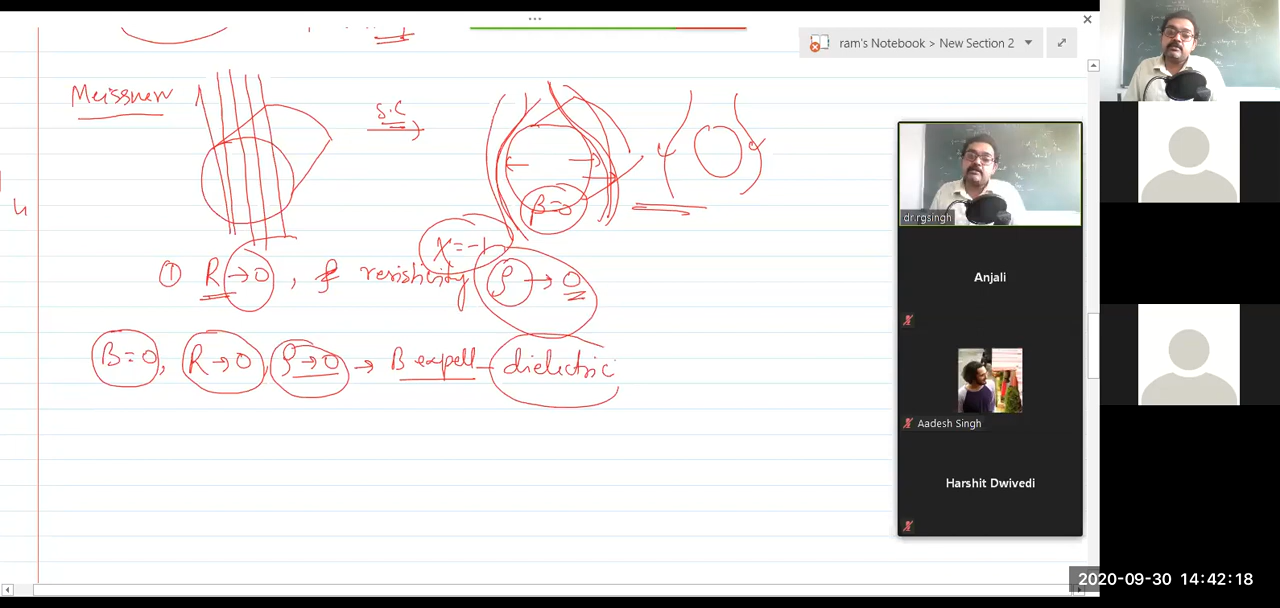 ram's Notebook > New Section 2
Meissner
S.C
B=0
χ=-1
① R→0, ρ resistivity ρ → 0
B=0, R→0, ρ→0 → B expell – dielectric
dr.rgsingh
Anjali
Aadesh Singh
Harshit Dwivedi
2020-09-30 14:42:18